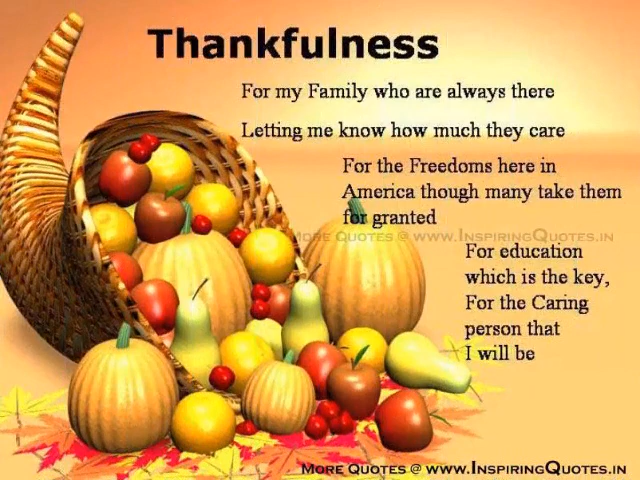 Thankfulness
For my Family who are always there
Letting me know how much they care
For the Freedoms here in
America though many take them
for granted
More Quotes @ www.InspiringQuotes.in
For education
which is the key,
For the Caring
person that
I will be
More Quotes @ www.InspiringQuotes.in